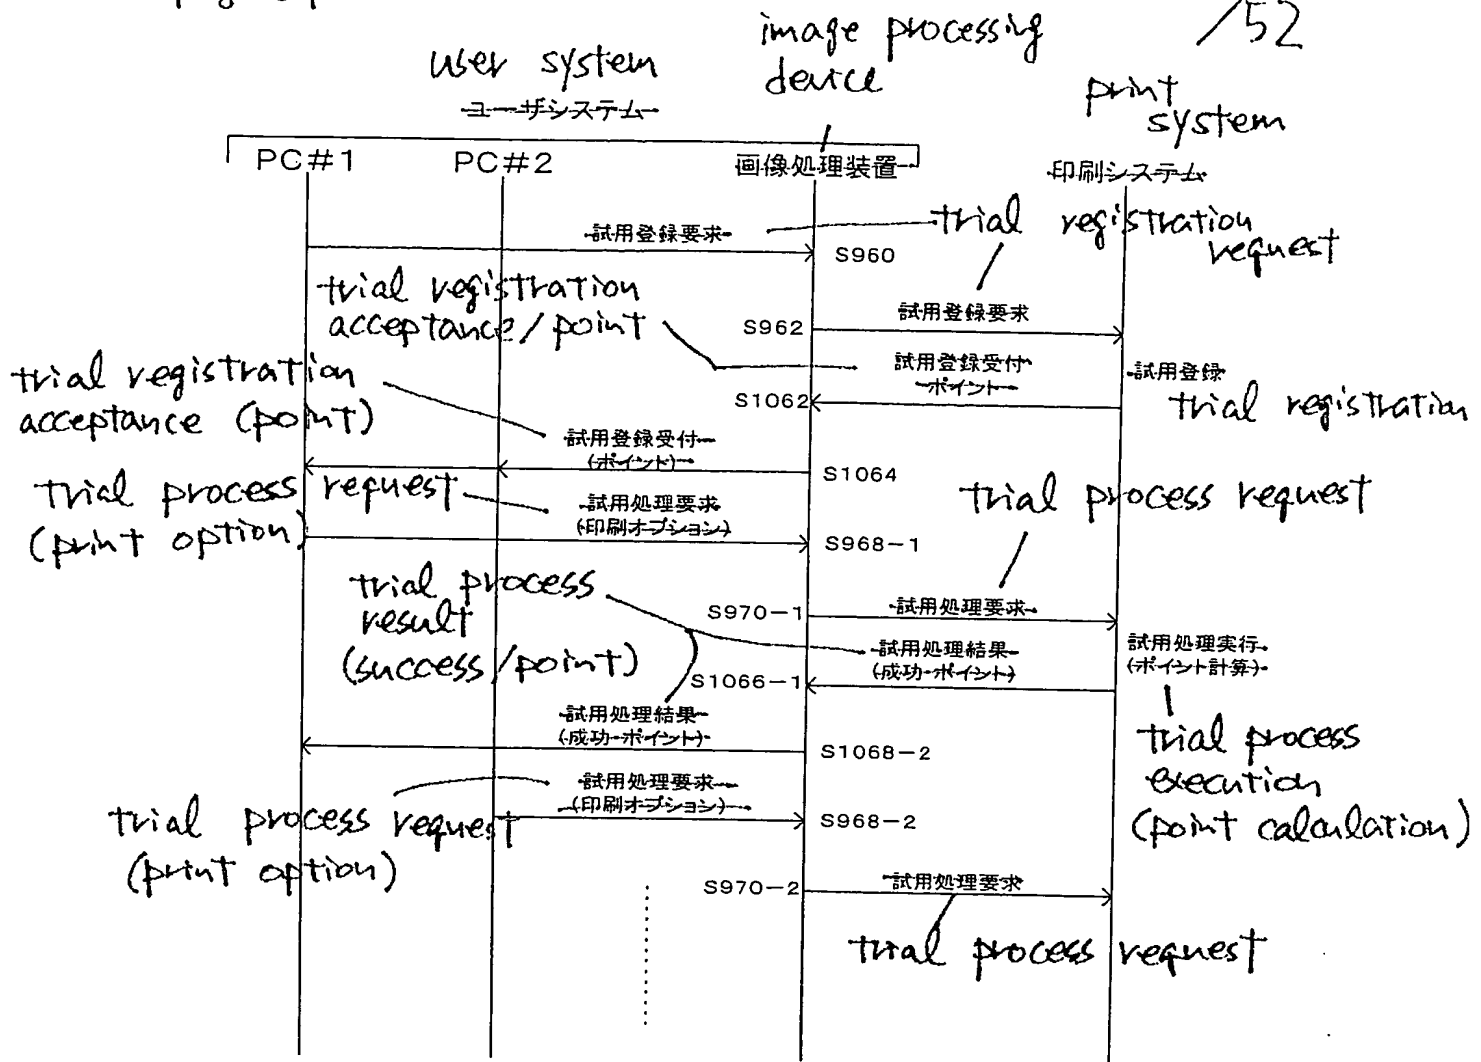 /52
image processing
device
user system
print
system
ユーザシステム
PC#1
PC#2
画像処理装置
印刷システム
試用登録要求
trial registration
request
S960
trial registration
acceptance/point
試用登録要求
S962
試用登録受付
ポイント
試用登録
trial registration
S1062
trial registration
acceptance (point)
試用登録受付
(ポイント)
S1064
trial process request
(print option)
試用処理要求
(印刷オプション)
S968-1
trial process request
trial process
result
(success/point)
S970-1
試用処理要求
試用処理結果
(成功・ポイント)
試用処理実行
(ポイント計算)
S1066-1
試用処理結果
(成功・ポイント)
S1068-2
trial process
execution
(point calculation)
trial process request
(print option)
試用処理要求
(印刷オプション)
S968-2
S970-2
試用処理要求
trial process request